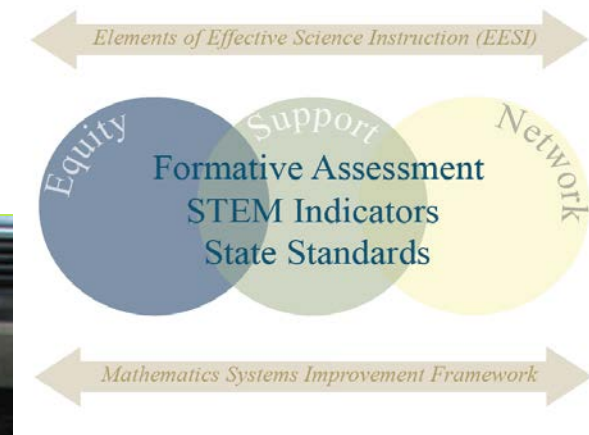 Elements of Effective Science Instruction (EESI)
Equity
Support
Network
Formative Assessment
STEM Indicators
State Standards
Mathematics Systems Improvement Framework